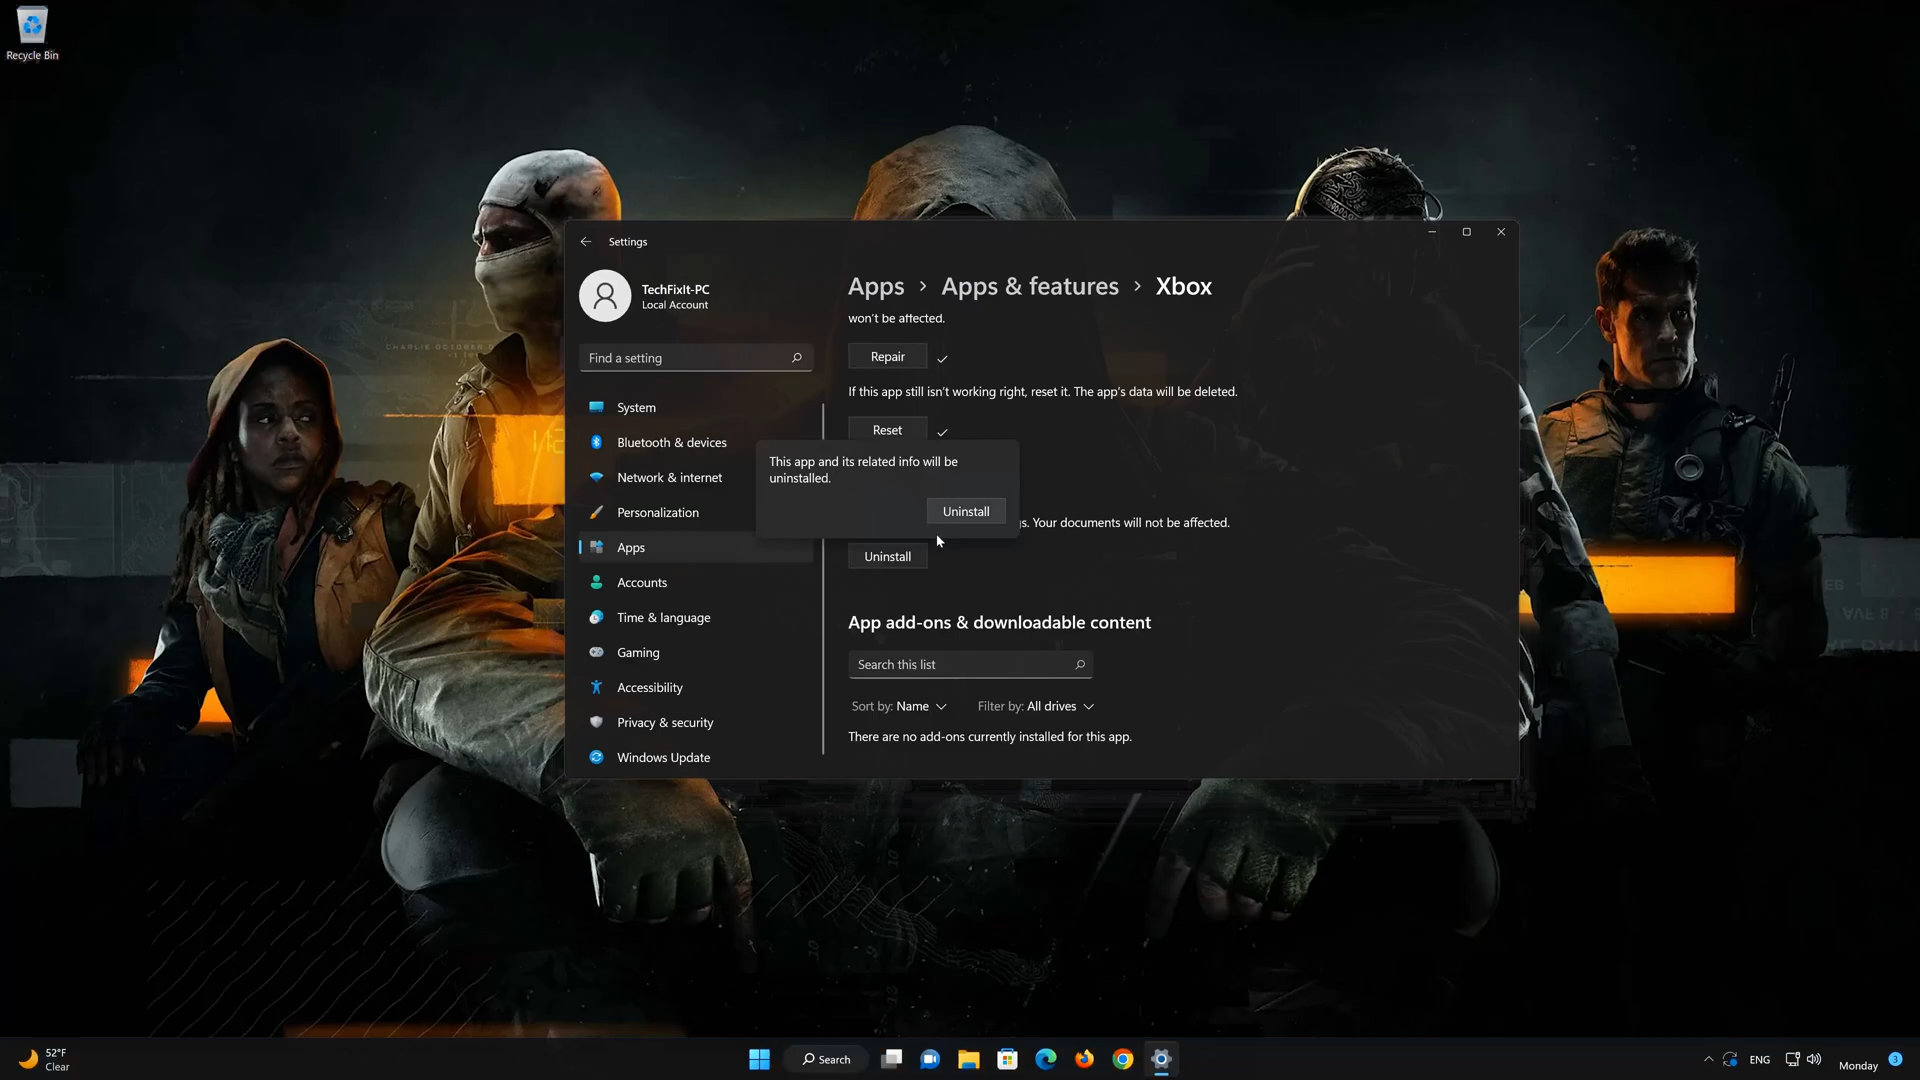 Recycle Bin
Settings
TechFixIt-PC
Local Account
Find a setting
System
Bluetooth & devices
Network & internet
Personalization
Apps
Accounts
Time & language
Gaming
Accessibility
Privacy & security
Windows Update
Apps > Apps & features > Xbox
won't be affected.
Repair
If this app still isn't working right, reset it. The app's data will be deleted.
Reset
This app and its related info will be
uninstalled.
Uninstall
gs. Your documents will not be affected.
Uninstall
App add-ons & downloadable content
Search this list
Sort by: Name
Filter by: All drives
There are no add-ons currently installed for this app.
52°F
Clear
Search
ENG
Monday
3